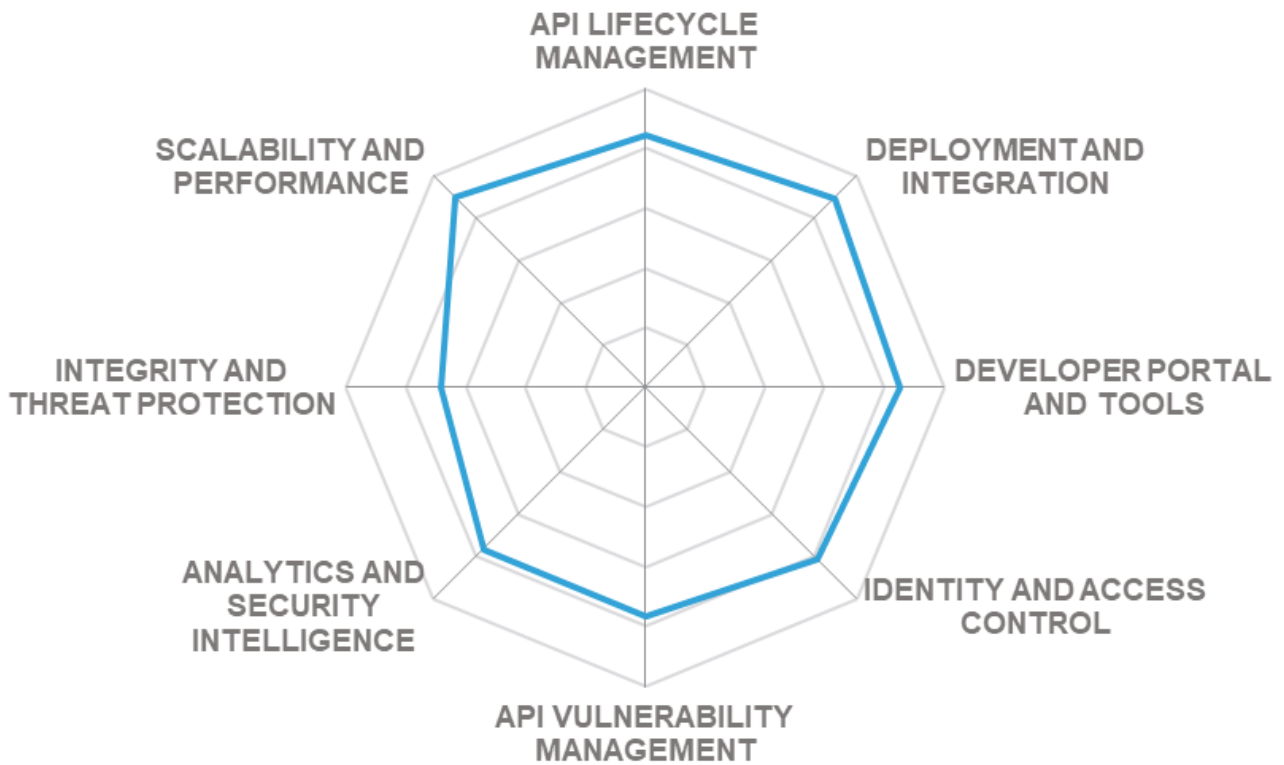 API LIFECYCLE
MANAGEMENT
SCALABILITY AND
PERFORMANCE
DEPLOYMENT AND
INTEGRATION
INTEGRITY AND
THREAT PROTECTION
DEVELOPER PORTAL
AND TOOLS
ANALYTICS AND
SECURITY
INTELLIGENCE
IDENTITY AND ACCESS
CONTROL
API VULNERABILITY
MANAGEMENT